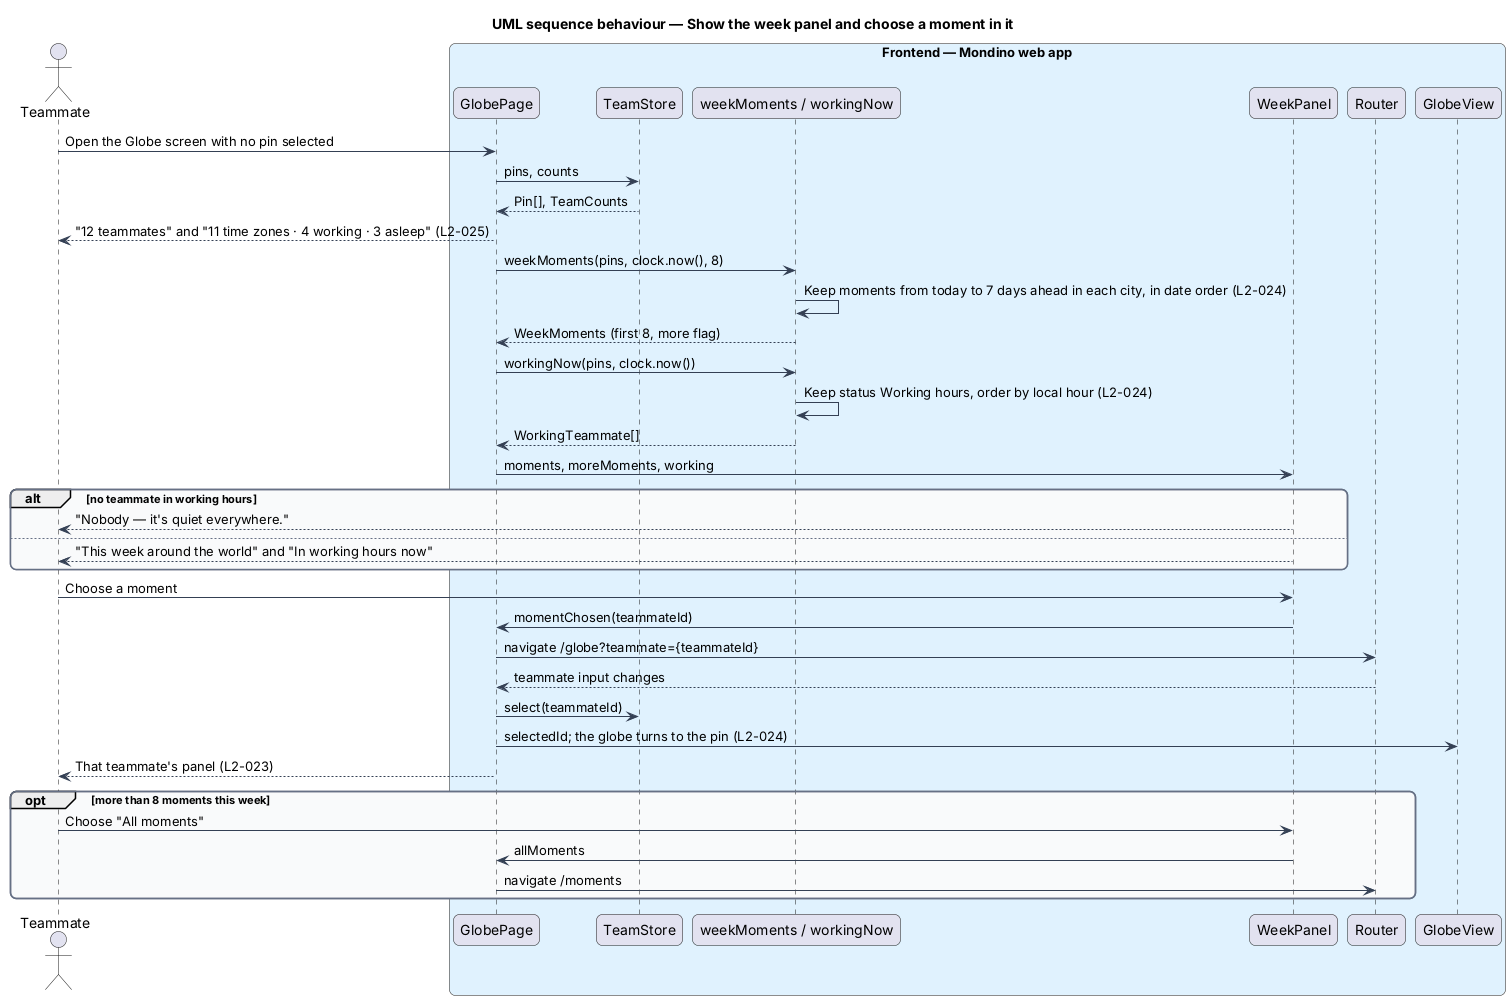 UML sequence behaviour — Show the week panel and choose a moment in it
Frontend — Mondino web app
Teammate
GlobePage
TeamStore
weekMoments / workingNow
WeekPanel
Router
GlobeView
Open the Globe screen with no pin selected
pins, counts
Pin[], TeamCounts
"12 teammates" and "11 time zones · 4 working · 3 asleep" (L2-025)
weekMoments(pins, clock.now(), 8)
Keep moments from today to 7 days ahead in each city, in date order (L2-024)
WeekMoments (first 8, more flag)
workingNow(pins, clock.now())
Keep status Working hours, order by local hour (L2-024)
WorkingTeammate[]
moments, moreMoments, working
alt
[no teammate in working hours]
"Nobody — it's quiet everywhere."
"This week around the world" and "In working hours now"
Choose a moment
momentChosen(teammateId)
navigate /globe?teammate={teammateId}
teammate input changes
select(teammateId)
selectedId; the globe turns to the pin (L2-024)
That teammate's panel (L2-023)
opt
[more than 8 moments this week]
Choose "All moments"
allMoments
navigate /moments
Teammate
GlobePage
TeamStore
weekMoments / workingNow
WeekPanel
Router
GlobeView